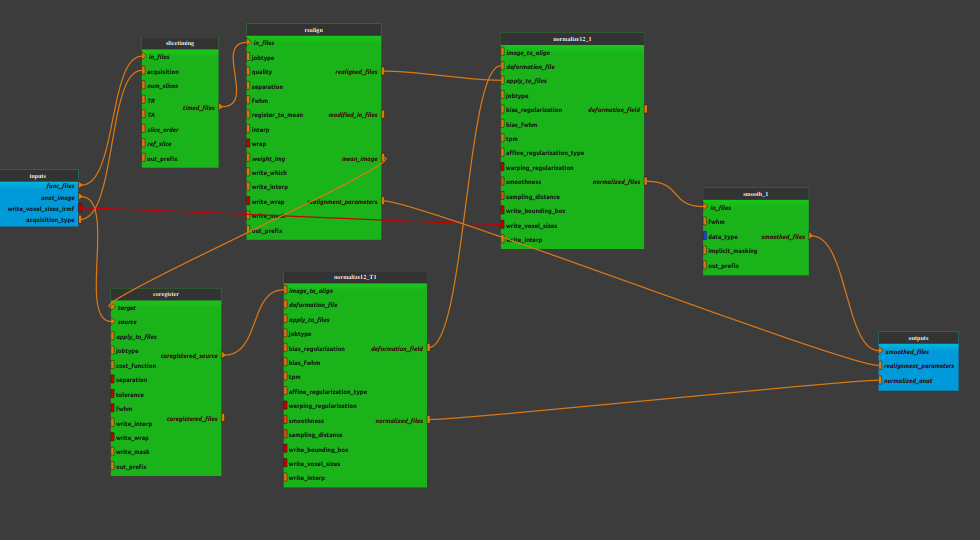 inputs
func_files
anat_image
write_voxel_sizes_irmf
acquisition_type
slicetiming
in_files
acquisition
num_slices
TR
timed_files
TA
slice_order
ref_slice
out_prefix
realign
in_files
jobtype
quality
realigned_files
separation
fwhm
register_to_mean
modified_in_files
interp
wrap
weight_img
mean_image
write_which
write_interp
write_wrap
realignment_parameters
write_mask
out_prefix
normalize12_1
image_to_align
deformation_file
apply_to_files
jobtype
bias_regularization
deformation_field
bias_fwhm
tpm
affine_regularization_type
warping_regularization
smoothness
normalized_files
sampling_distance
write_bounding_box
write_voxel_sizes
write_interp
smooth_1
in_files
fwhm
data_type
smoothed_files
implicit_masking
out_prefix
coregister
target
source
apply_to_files
jobtype
coregistered_source
cost_function
separation
tolerance
fwhm
coregistered_files
write_interp
write_wrap
write_mask
out_prefix
normalize12_T1
image_to_align
deformation_file
apply_to_files
jobtype
bias_regularization
deformation_field
bias_fwhm
tpm
affine_regularization_type
warping_regularization
smoothness
normalized_files
sampling_distance
write_bounding_box
write_voxel_sizes
write_interp
outputs
smoothed_files
realignment_parameters
normalized_anat